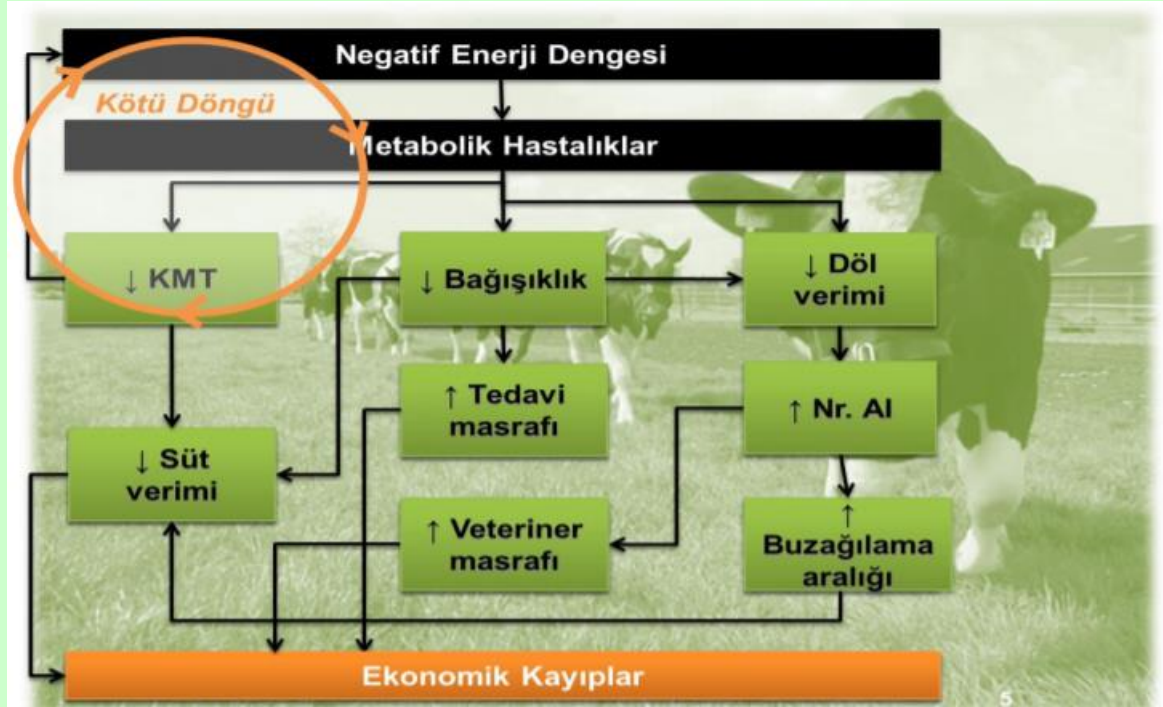 Negatif Enerji Dengesi
Kötü Döngü
Metabolik Hastalıklar
↓ KMT
↓ Bağışıklık
↓ Döl
verimi
↑ Tedavi
masrafı
↑ Nr. AI
↓ Süt
verimi
↑ Veteriner
masrafı
↑
Buzağılama
aralığı
Ekonomik Kayıplar
5